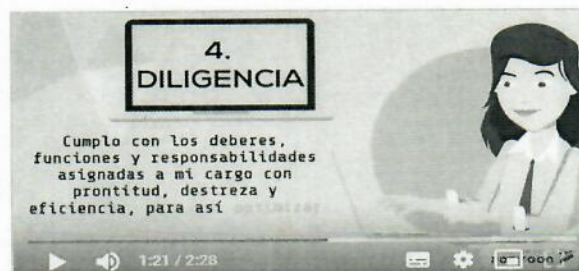 4.
DILIGENCIA
Cumplo con los deberes,
funciones y responsabilidades
asignadas a mi cargo con
prontitud, destreza y
eficiencia, para así optimizar
1:21 / 2:28